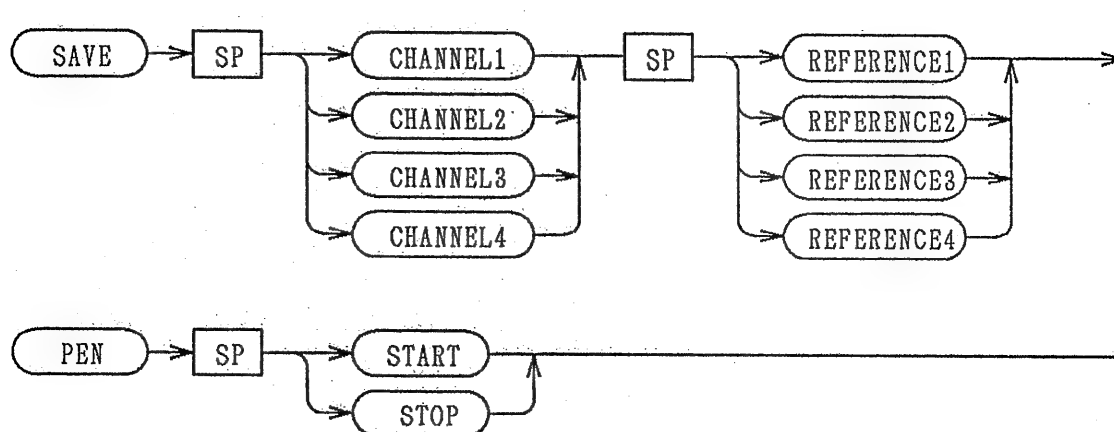 SAVE SP CHANNEL1 SP REFERENCE1
CHANNEL2 REFERENCE2
CHANNEL3 REFERENCE3
CHANNEL4 REFERENCE4
PEN SP START
STOP